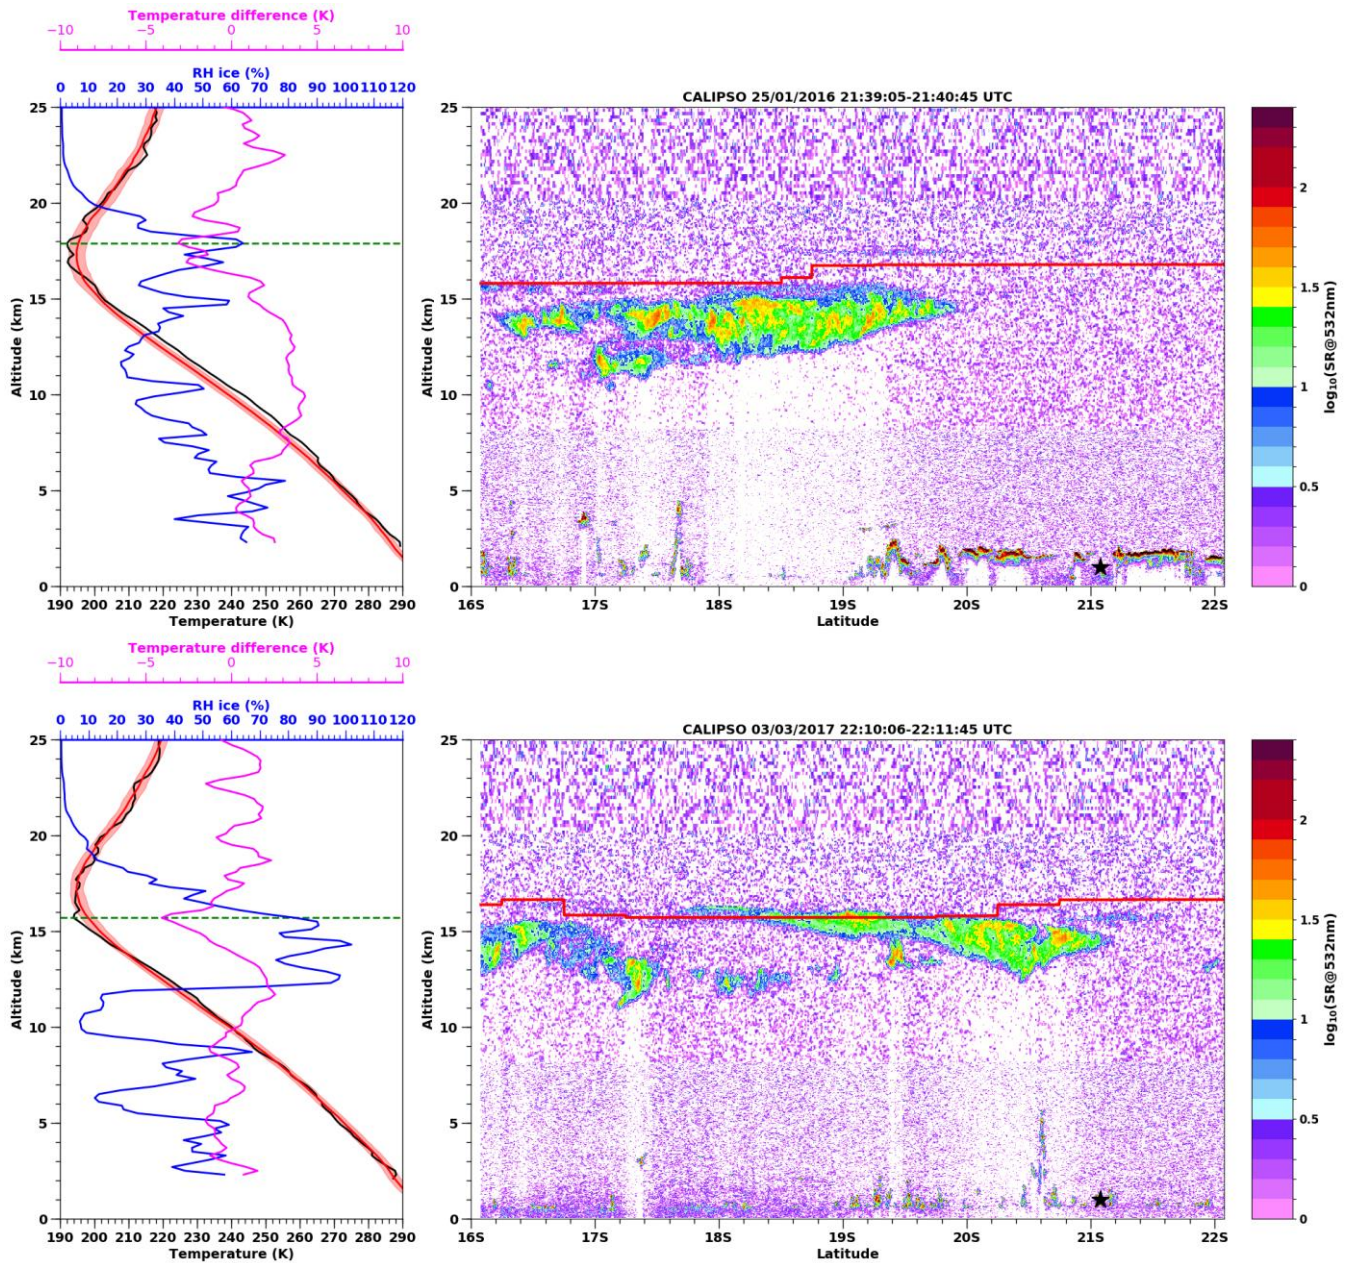 Temperature difference (K)
−10 −5 0 5 10
RH ice (%)
0 10 20 30 40 50 60 70 80 90 100 110 120
25
20
15
10
5
0
Altitude (km)
190 200 210 220 230 240 250 260 270 280 290
Temperature (K)
CALIPSO 25/01/2016 21:39:05-21:40:45 UTC
25
20
15
10
5
0
Altitude (km)
16S 17S 18S 19S 20S 21S 22S
Latitude
2
1.5
1
0.5
0
log₁₀(SR@532nm)
Temperature difference (K)
−10 −5 0 5 10
RH ice (%)
0 10 20 30 40 50 60 70 80 90 100 110 120
25
20
15
10
5
0
Altitude (km)
190 200 210 220 230 240 250 260 270 280 290
Temperature (K)
CALIPSO 03/03/2017 22:10:06-22:11:45 UTC
25
20
15
10
5
0
Altitude (km)
16S 17S 18S 19S 20S 21S 22S
Latitude
2
1.5
1
0.5
0
log₁₀(SR@532nm)